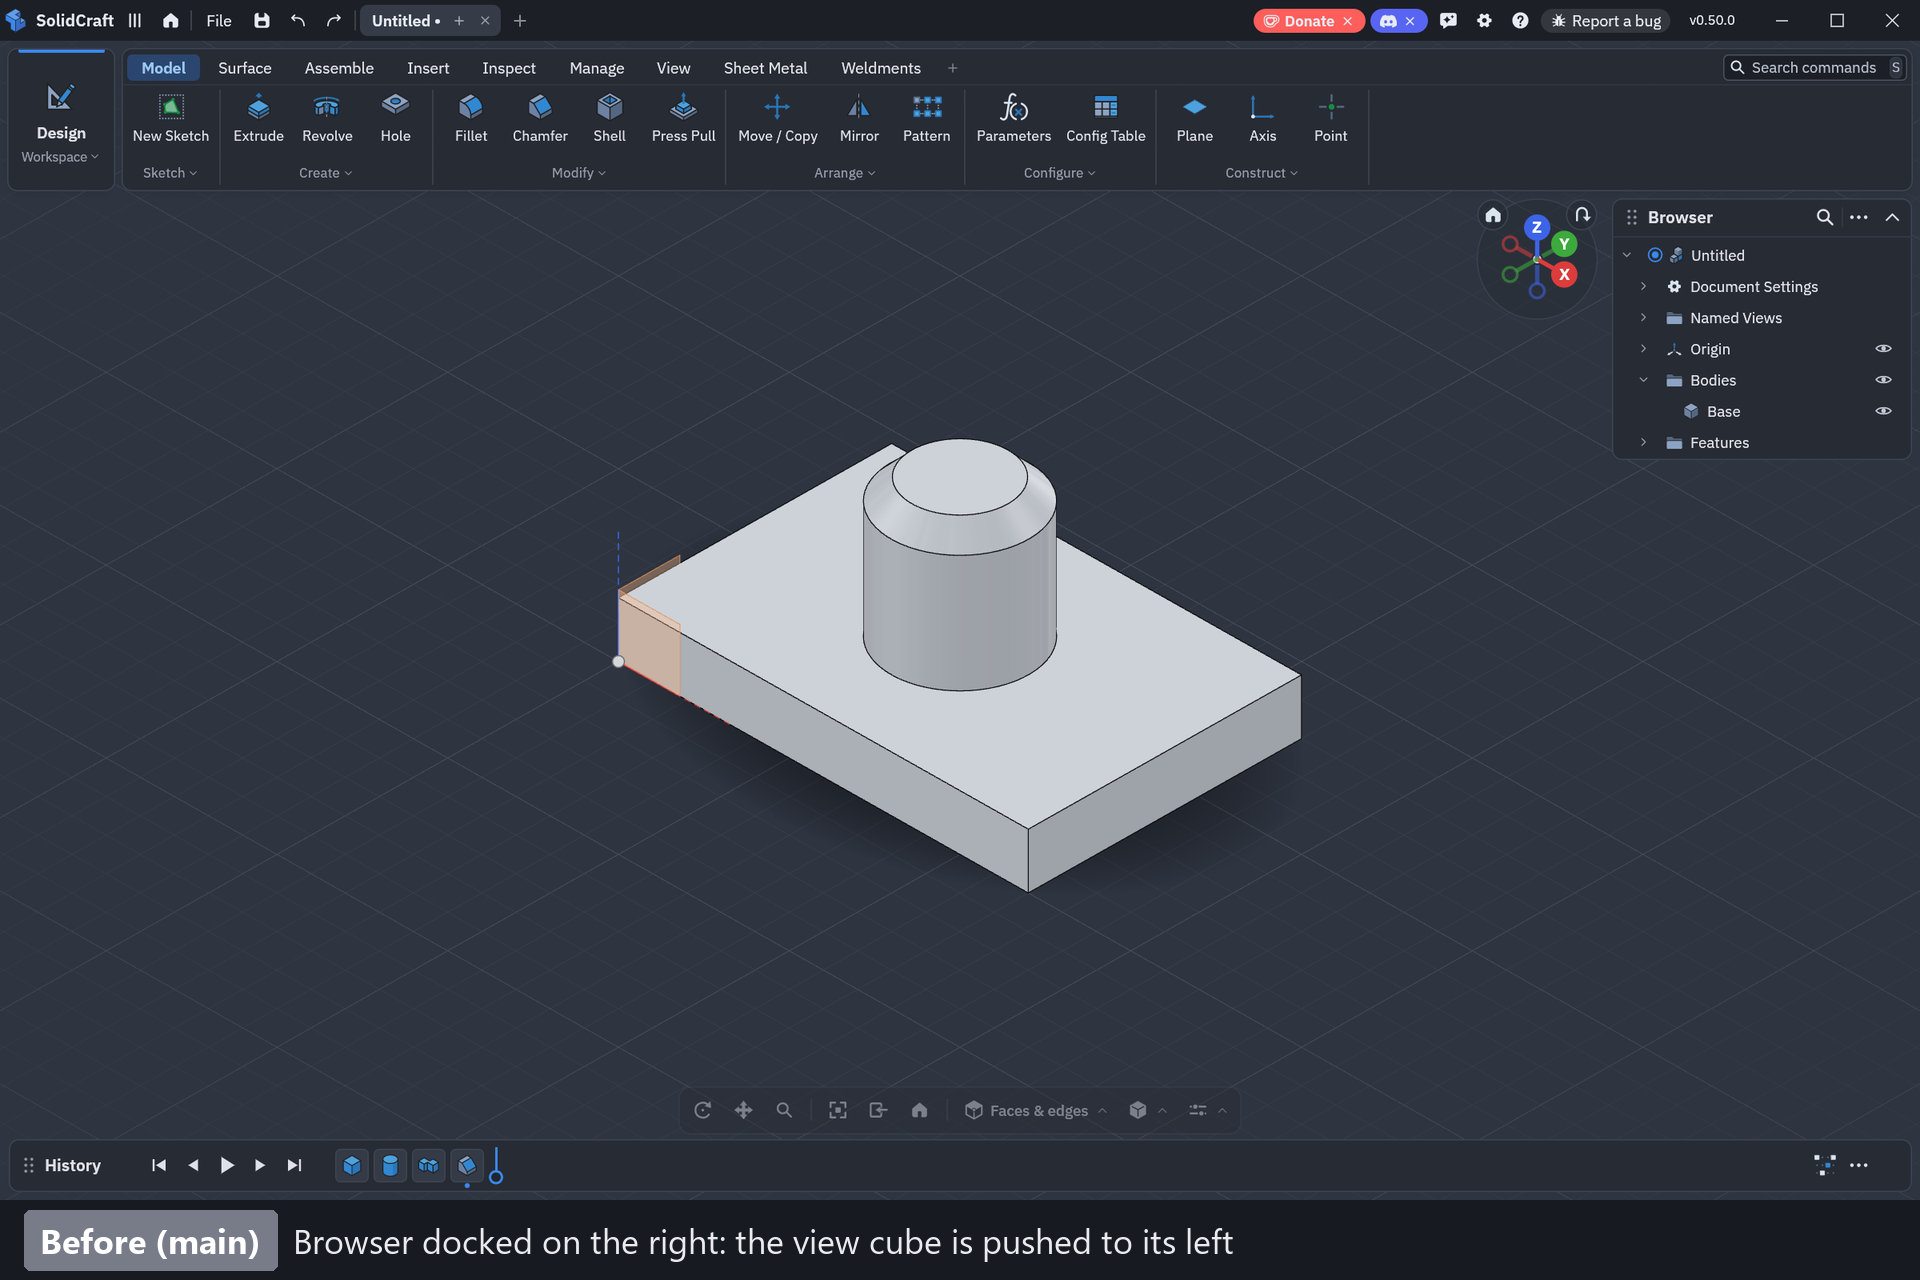 SolidCraft
File
Untitled •
Donate
Report a bug
v0.50.0
Design
Workspace
Model
Surface
Assemble
Insert
Inspect
Manage
View
Sheet Metal
Weldments
Search commands
S
New Sketch
Extrude
Revolve
Hole
Fillet
Chamfer
Shell
Press Pull
Move / Copy
Mirror
Pattern
Parameters
Config Table
Plane
Axis
Point
Sketch
Create
Modify
Arrange
Configure
Construct
Z
Y
X
Browser
Untitled
Document Settings
Named Views
Origin
Bodies
Base
Features
Faces & edges
History
Before (main)
Browser docked on the right: the view cube is pushed to its left